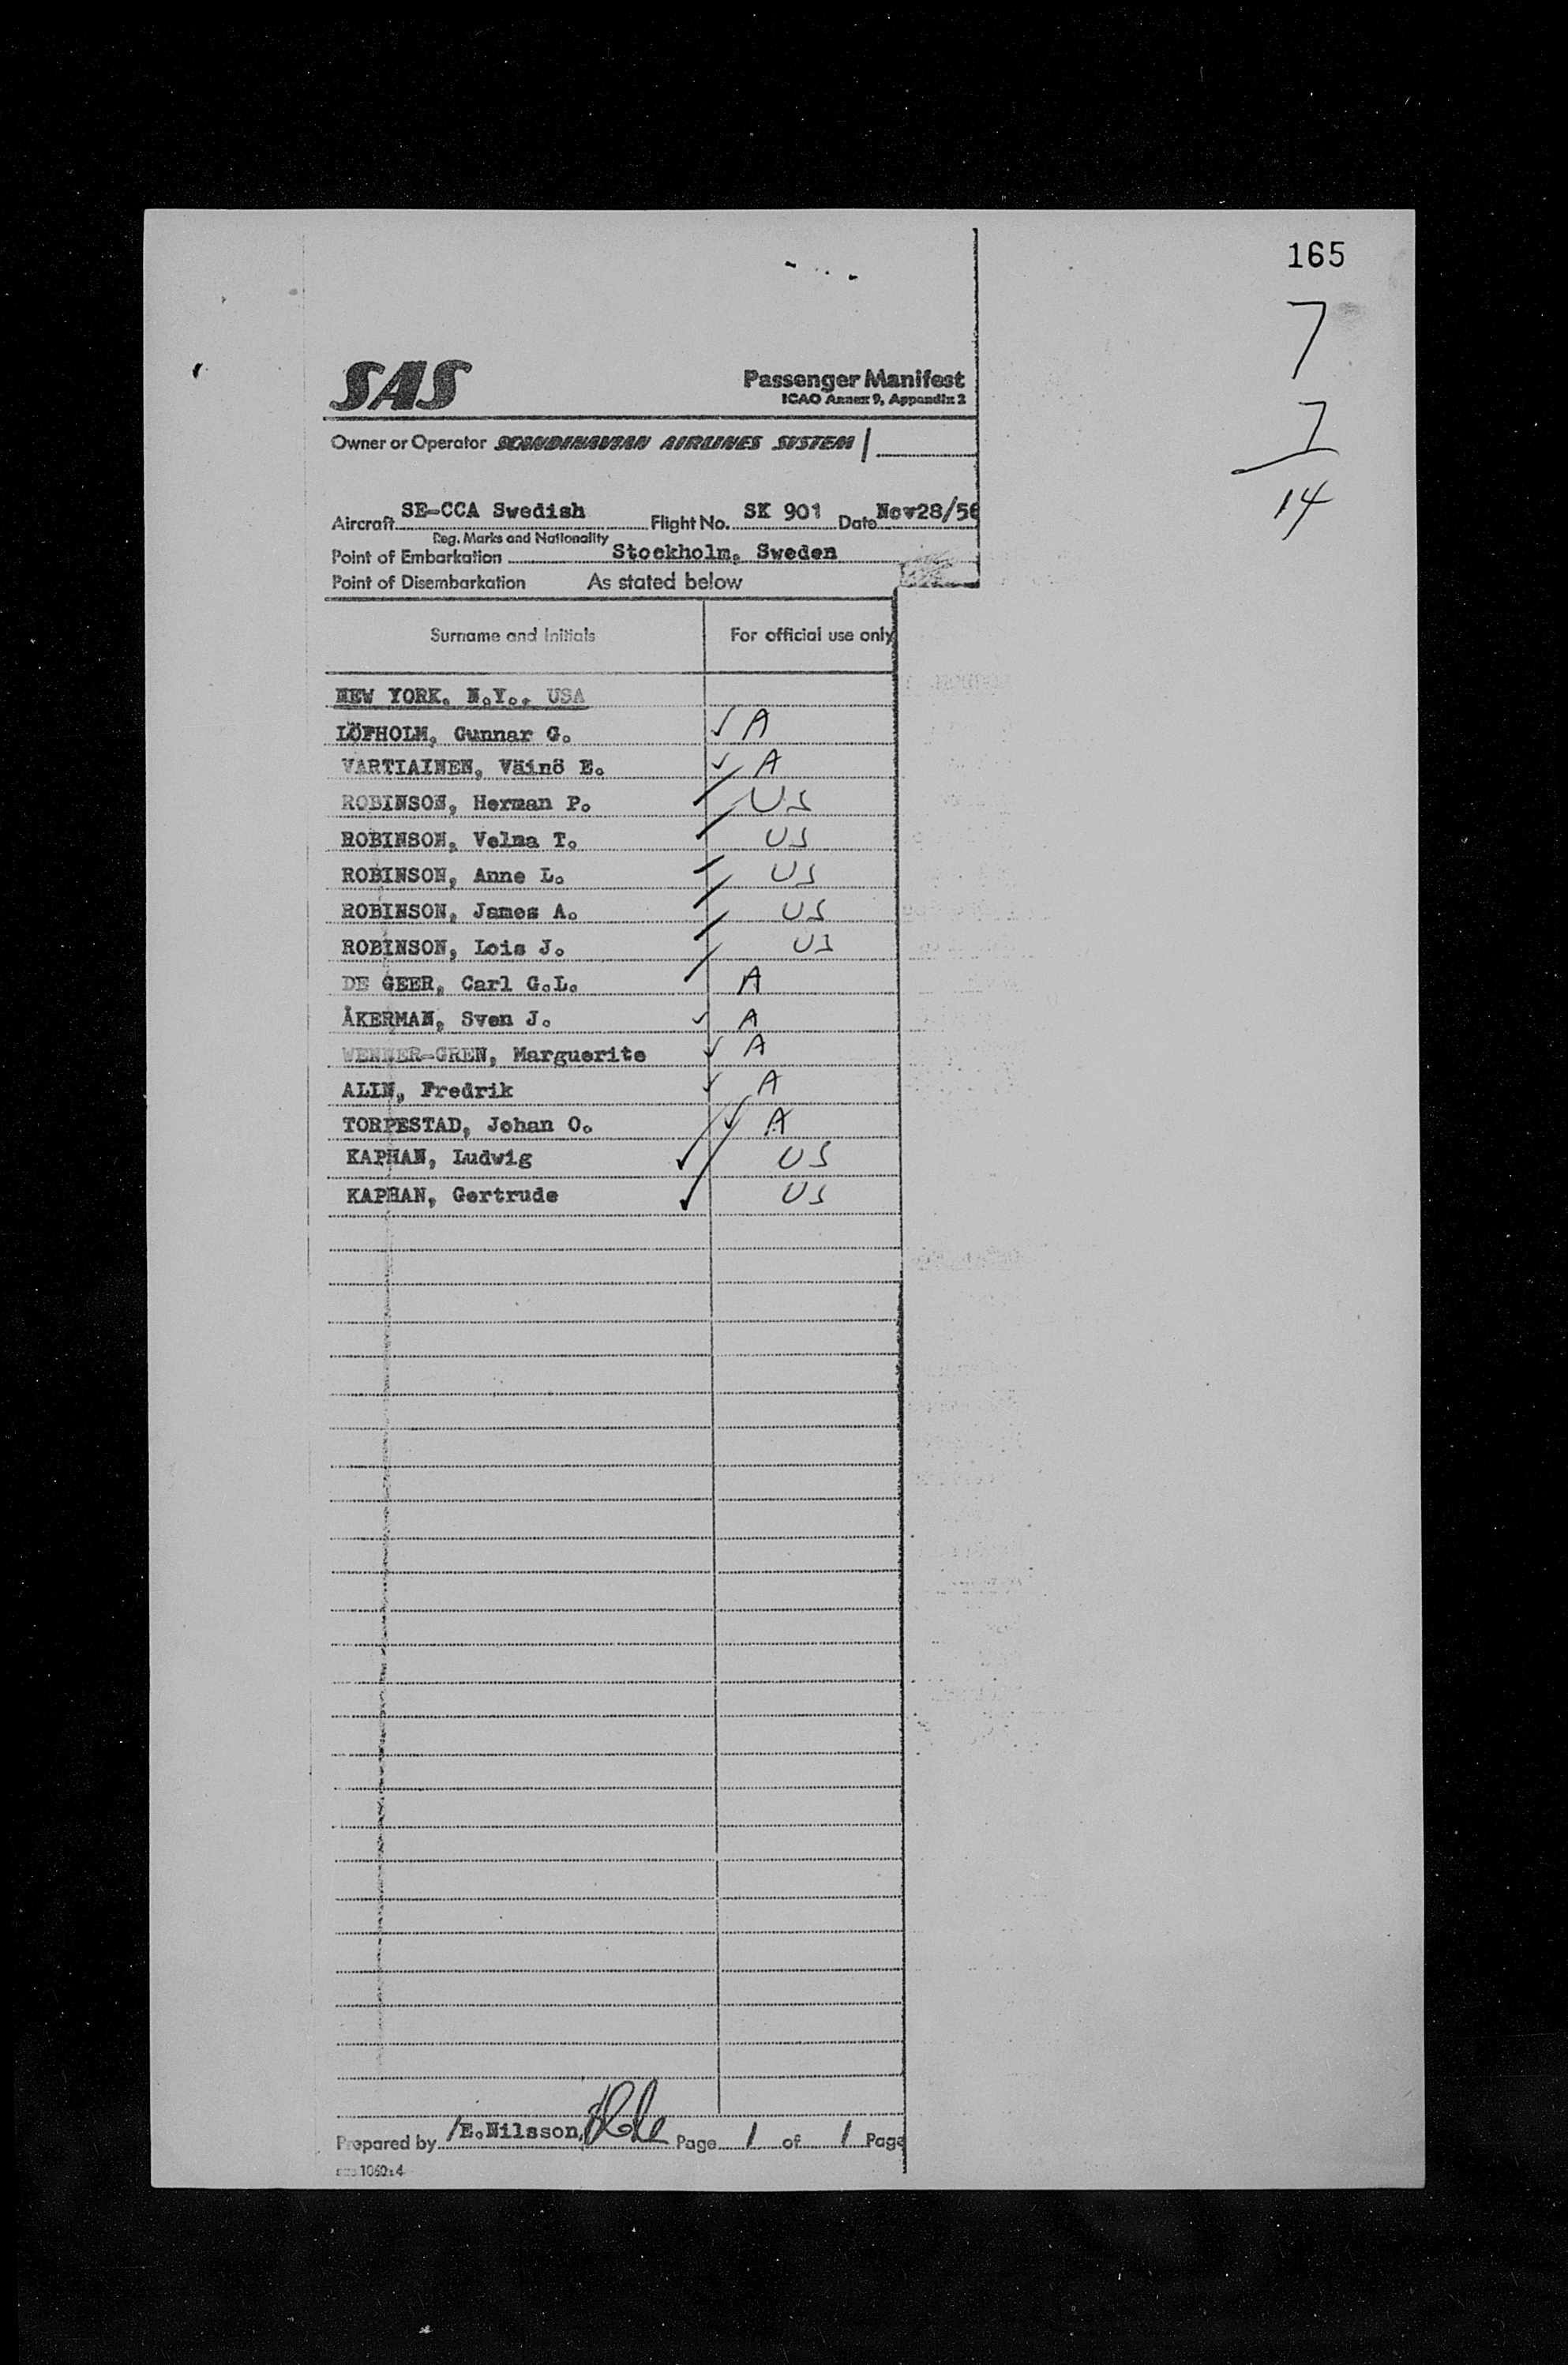 165
7
7
14
SAS
Passenger Manifest
ICAO Annex 9, Appendix 2
Owner or Operator SCANDINAVIAN AIRLINES SYSTEM
Aircraft SE-CCA Swedish Flight No. SK 901 Date Nov28/56
Reg. Marks and Nationality
Point of Embarkation Stockholm, Sweden
Point of Disembarkation As stated below
Surname and Initials For official use only
NEW YORK, N.Y., USA
LÖFHOLM, Gunnar G. ✓ A
VARTIAINEN, Väinö E. ✓ A
ROBINSON, Herman P. US
ROBINSON, Velma T. US
ROBINSON, Anne L. US
ROBINSON, James A. US
ROBINSON, Lois J. US
DE GEER, Carl G.L. A
ÅKERMAN, Sven J. ✓ A
WENNER-GREN, Marguerite ✓ A
ALIN, Fredrik ✓ A
TORPESTAD, Johan O. ✓ A
KAPHAN, Ludwig ✓ US
KAPHAN, Gertrude ✓ US
Prepared by /E.Nilsson, Page 1 of 1 Page
1060:4